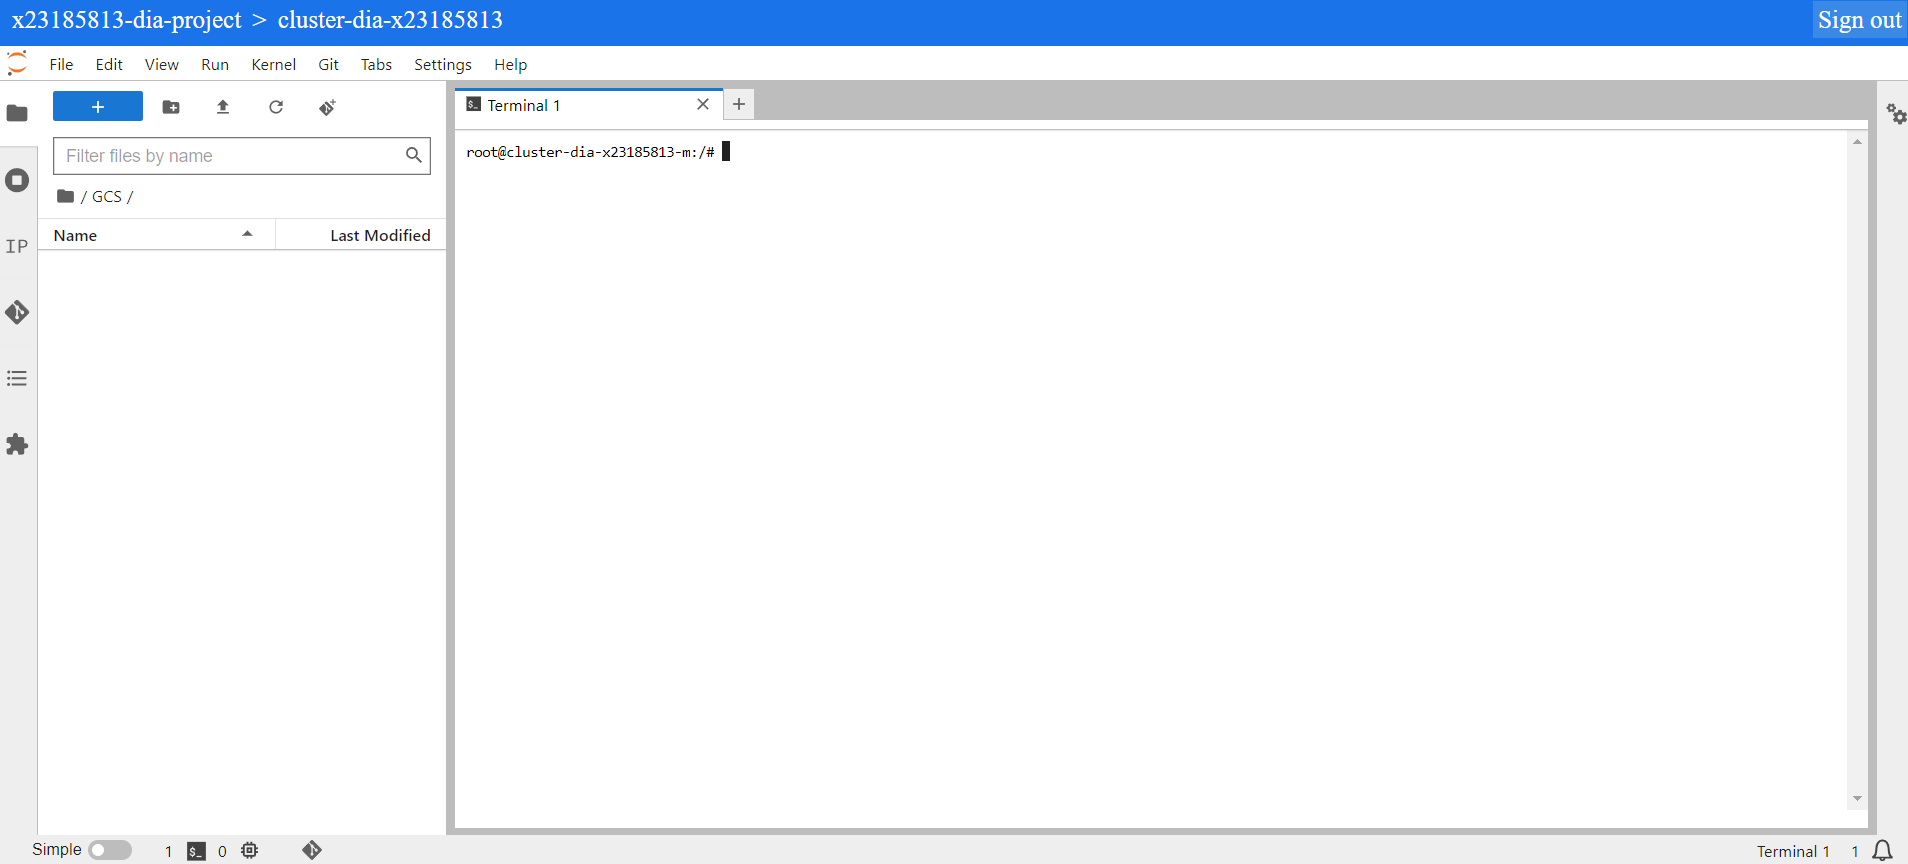 x23185813-dia-project > cluster-dia-x23185813
Sign out
File Edit View Run Kernel Git Tabs Settings Help
Terminal 1
Filter files by name
root@cluster-dia-x23185813-m:/#
/ GCS /
Name Last Modified
IP
Simple 1 $_ 0
Terminal 1 1